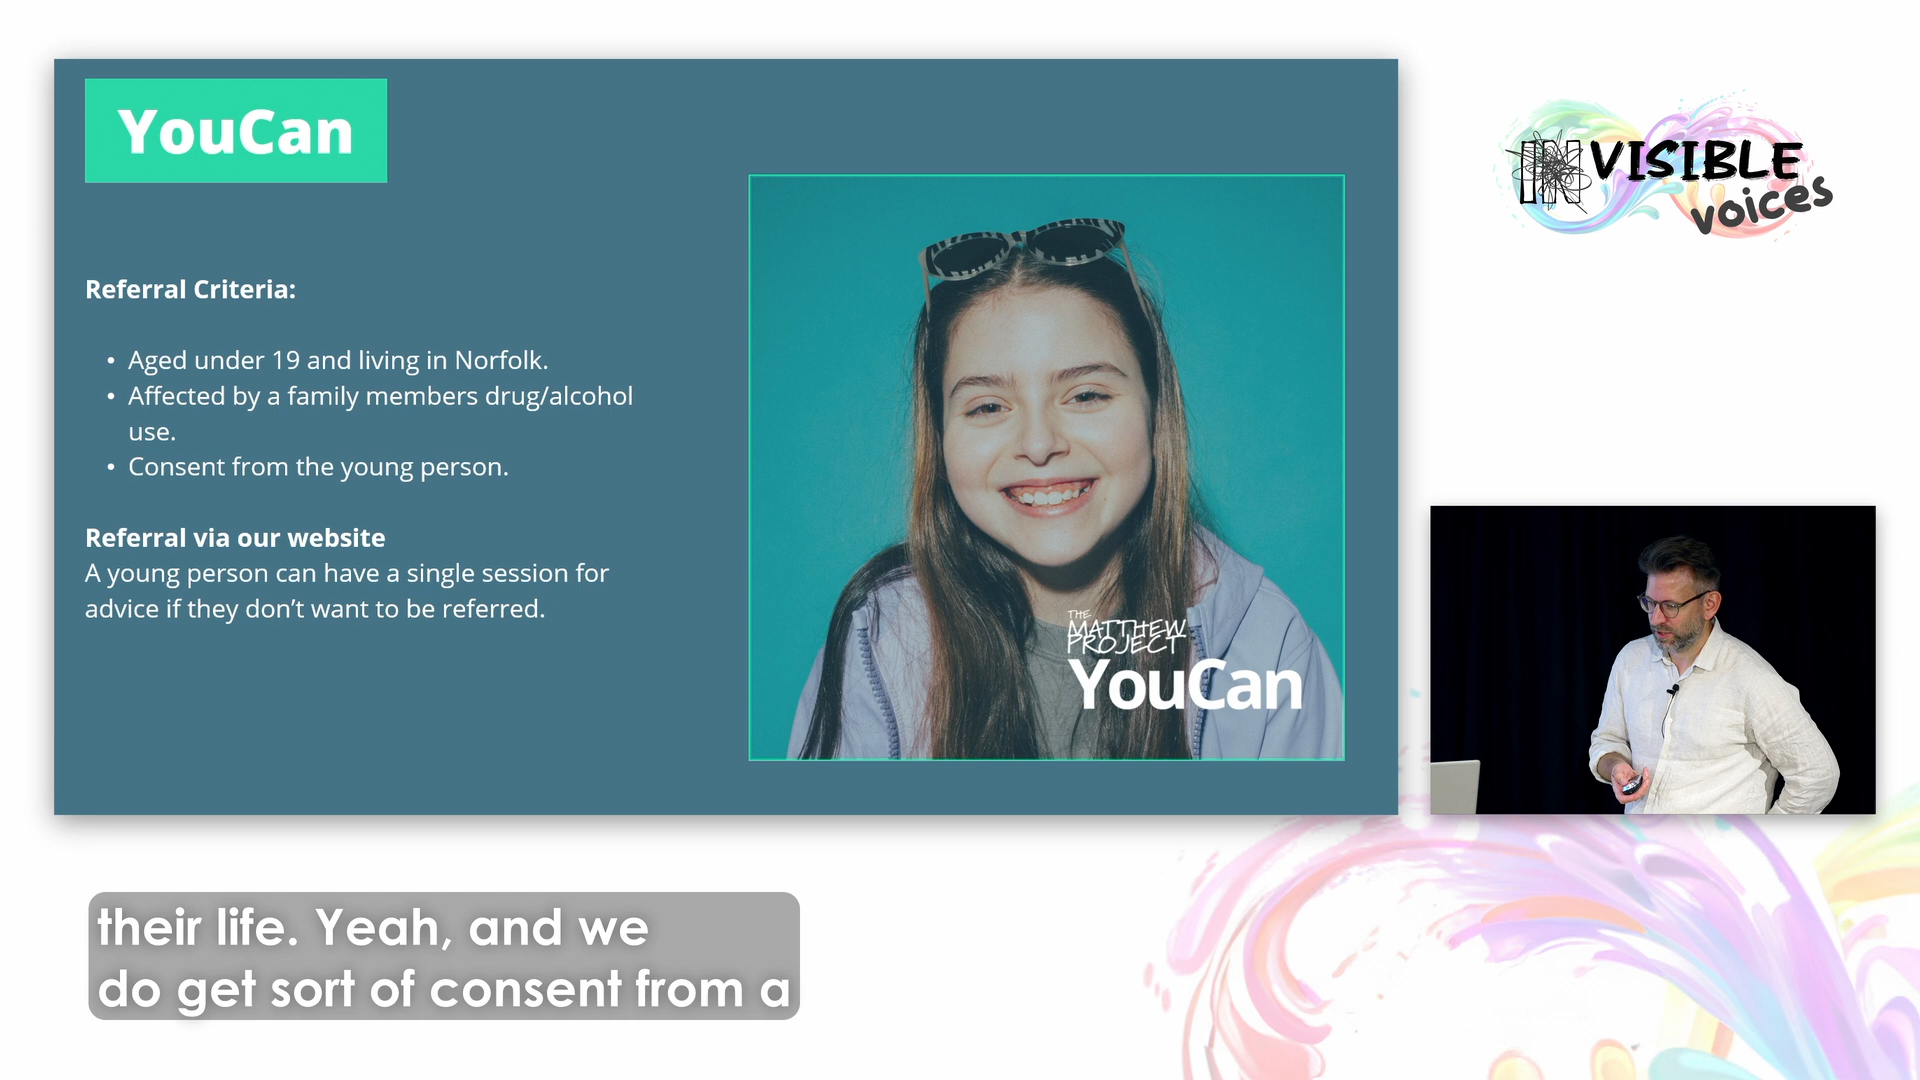 YouCan
Referral Criteria:
• Aged under 19 and living in Norfolk.
• Affected by a family members drug/alcohol
use.
• Consent from the young person.
Referral via our website
A young person can have a single session for
advice if they don’t want to be referred.
THE
MATTHEW
PROJECT
YouCan
INVISIBLE
voices
their life. Yeah, and we
do get sort of consent from a